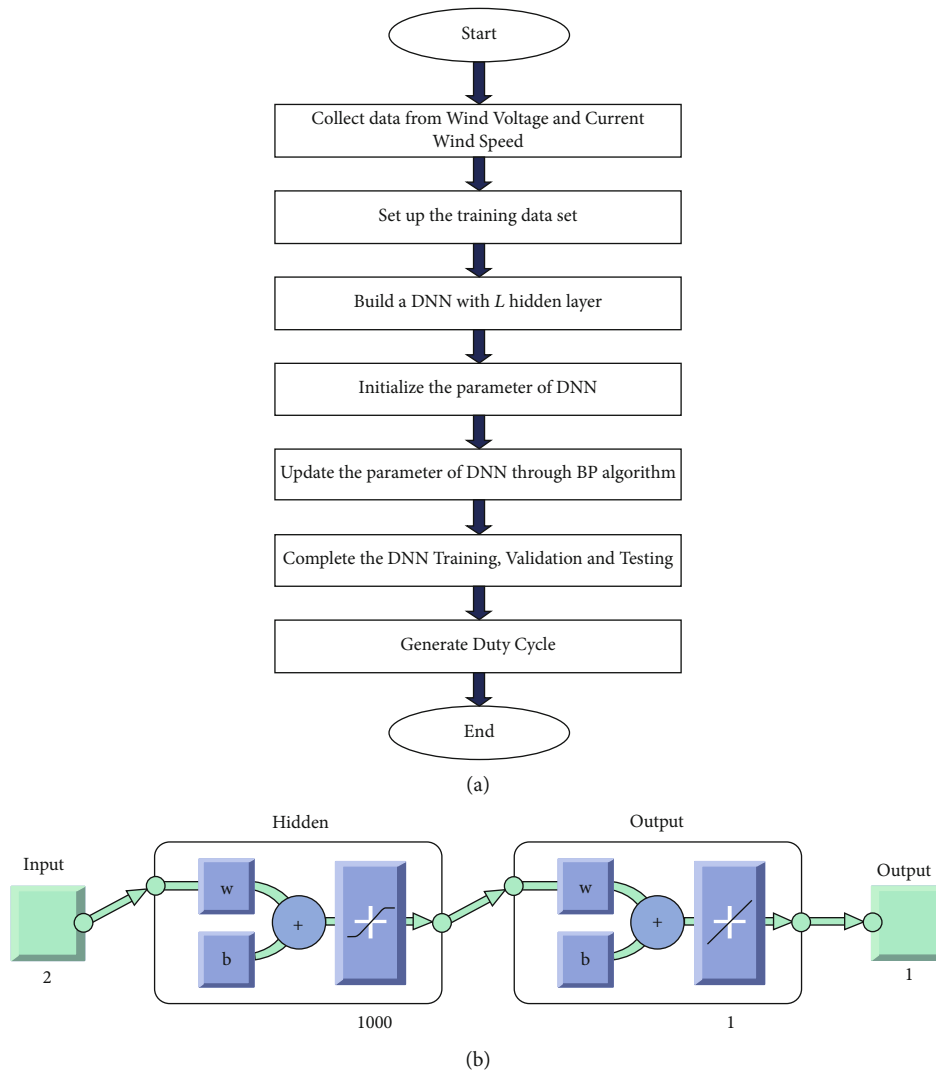 Start
Collect data from Wind Voltage and Current
Wind Speed
Set up the training data set
Build a DNN with L hidden layer
Initialize the parameter of DNN
Update the parameter of DNN through BP algorithm
Complete the DNN Training, Validation and Testing
Generate Duty Cycle
End
(a)
Hidden
Output
Input
Output
w
w
+
+
b
b
2
1
1000
1
(b)